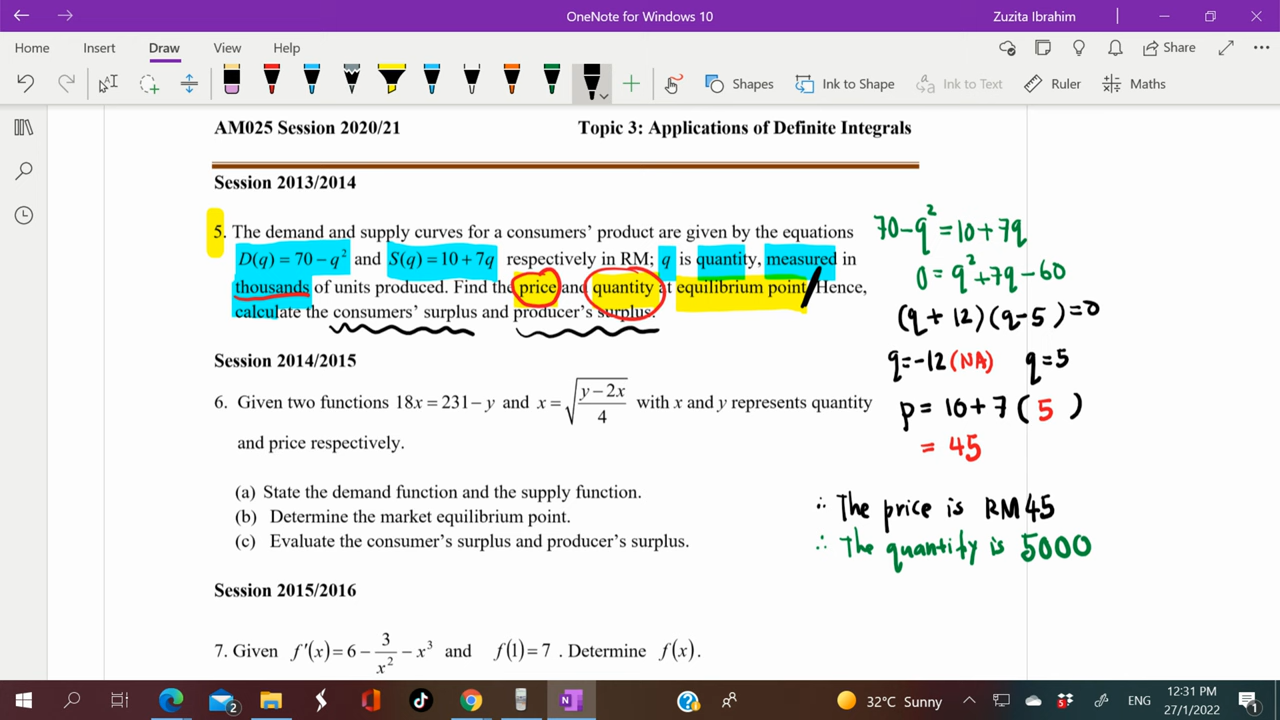 OneNote for Windows 10
Zuzita Ibrahim
Home Insert Draw View Help
Share
Shapes Ink to Shape Ink to Text Ruler Maths
AM025 Session 2020/21 Topic 3: Applications of Definite Integrals
Session 2013/2014
5. The demand and supply curves for a consumers' product are given by the equations
D(q) = 70 − q² and S(q) = 10 + 7q respectively in RM; q is quantity, measured in
thousands of units produced. Find the price and quantity at equilibrium point. Hence,
calculate the consumers' surplus and producer's surplus.
70 − q² = 10 + 7q
0 = q² + 7q − 60
(q + 12)(q − 5) = 0
q = −12 (NA) q = 5
p = 10 + 7(5)
= 45
∴ The price is RM45
∴ The quantity is 5000
Session 2014/2015
6. Given two functions 18x = 231 − y and x = √((y − 2x)/4) with x and y represents quantity
and price respectively.
(a) State the demand function and the supply function.
(b) Determine the market equilibrium point.
(c) Evaluate the consumer's surplus and producer's surplus.
Session 2015/2016
7. Given f'(x) = 6 − 3/x² − x³ and f(1) = 7 . Determine f(x).
2
32°C Sunny
5
ENG
12:31 PM
27/1/2022
1